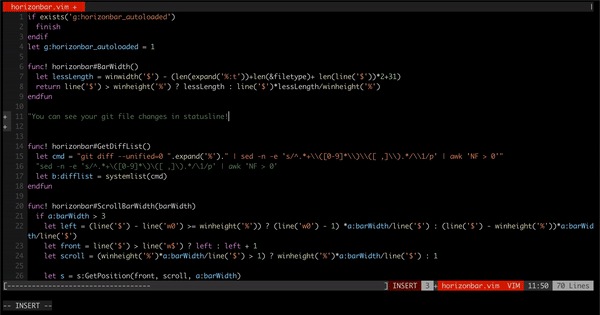 horizonbar.vim +
1 if exists('g:horizonbar_autoloaded')
2 finish
3 endif
4 let g:horizonbar_autoloaded = 1
5
6 func! horizonbar#BarWidth()
7 let lessLength = winwidth('$') - (len(expand('%:t'))+len(&filetype)+ len(line('$'))*2+31)
8 return line('$') > winheight('%') ? lessLength : line('$')*lessLength/winheight('%')
9 endfun
10
+ 11 "You can see your git file changes in statusline!
+ 12
13
14 func! horizonbar#GetDiffList()
15 let cmd = "git diff --unified=0 ".expand('%')." | sed -n -e 's/^.*+\\([0-9]*\\)\\([ ,]\\).*/\\1/p' | awk 'NF > 0'"
16 "sed -n -e 's/^.*+\([0-9]*\)\([ ,]\).*/\1/p' | awk 'NF > 0'
17 let b:difflist = systemlist(cmd)
18 endfun
19
20 func! horizonbar#ScrollBarWidth(barWidth)
21 if a:barWidth > 3
22 let left = (line('$') - line('w0') >= winheight('%')) ? (line('w0') - 1) *a:barWidth/line('$') : (line('$') - winheight('%'))*a:barWid
th/line('$')
23 let front = line('$') > line('w$') ? left : left + 1
24 let scroll = (winheight('%')*a:barWidth/line('$') > 1) ? winheight('%')*a:barWidth/line('$') : 1
25
26 let s = s:GetPosition(front, scroll, a:barWidth)
INSERT 3 +horizonbar.vim VIM 11:50 70 Lines
-- INSERT --